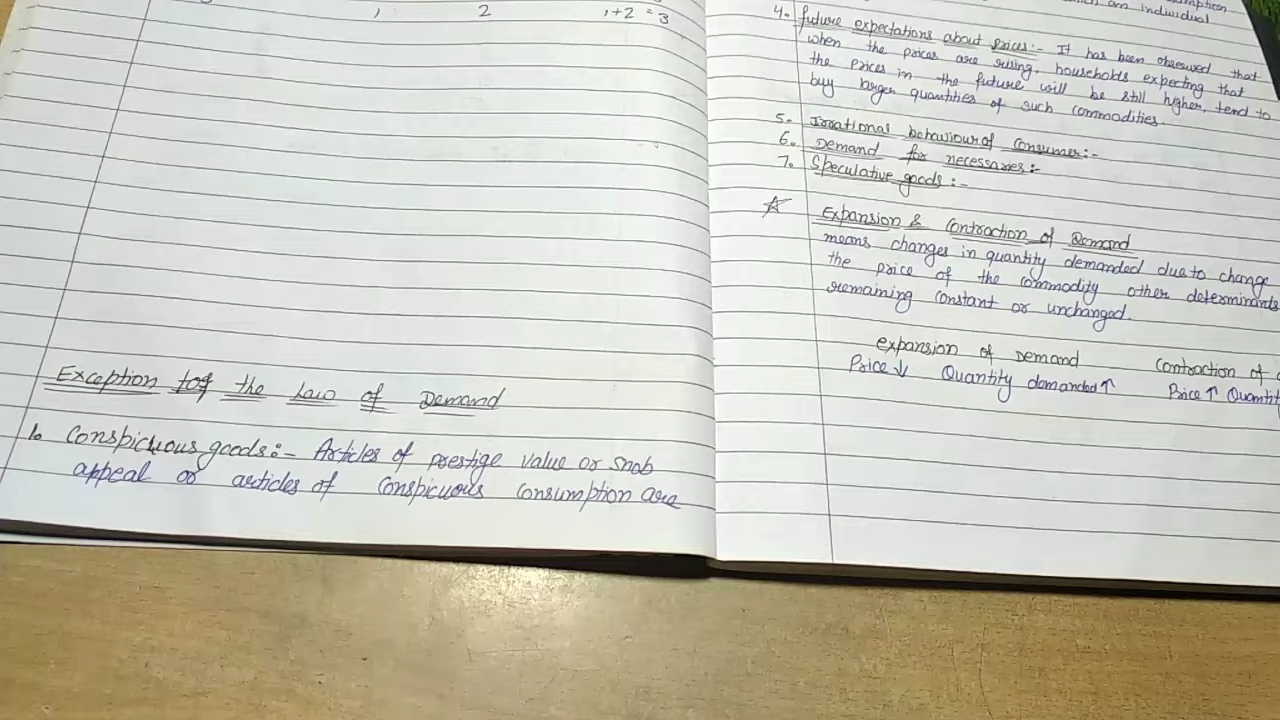 1 2 1+2=3
Exception to the Law of Demand
1. Conspicuous goods:- Articles of prestige value or snob
appeal or articles of conspicuous consumption are
umption
an individual
4. future expectations about prices:- It has been observed that
when the prices are rising, households expecting that
the prices in the future will be still higher, tend to
buy larger quantities of such commodities.
5. Irrational behaviour of Consumer:-
6. Demand for necessaries:-
7. Speculative goods:-
☆ Expansion & Contraction of Demand
means changes in quantity demanded due to change
the price of the commodity other determinants
remaining constant or unchanged.
expansion of Demand Contraction of
Price↓ Quantity demanded↑ Price↑ Quantit